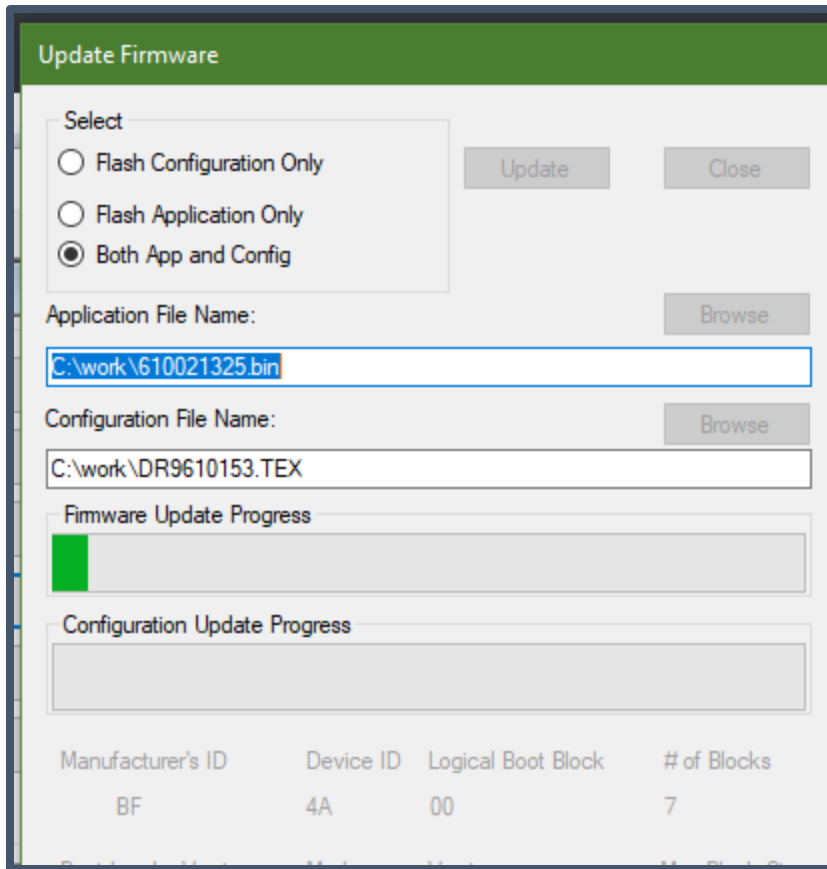 Update Firmware
Select
Flash Configuration Only
Update
Close
Flash Application Only
Both App and Config
Application File Name:
Browse
C:\work\610021325.bin
Configuration File Name:
Browse
C:\work\DR9610153.TEX
Firmware Update Progress
Configuration Update Progress
Manufacturer's ID Device ID Logical Boot Block # of Blocks
BF 4A 00 7